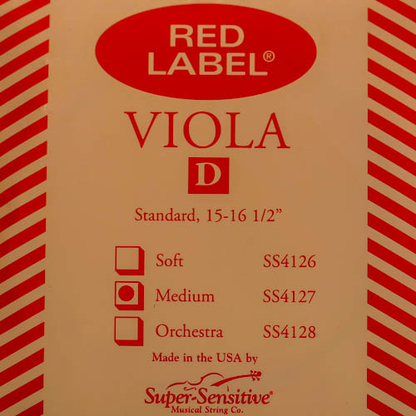 RED
LABEL®
VIOLA
D
Standard, 15-16 1/2”
Soft SS4126
Medium SS4127
Orchestra SS4128
Made in the USA by
Super-Sensitive®
Musical String Co.